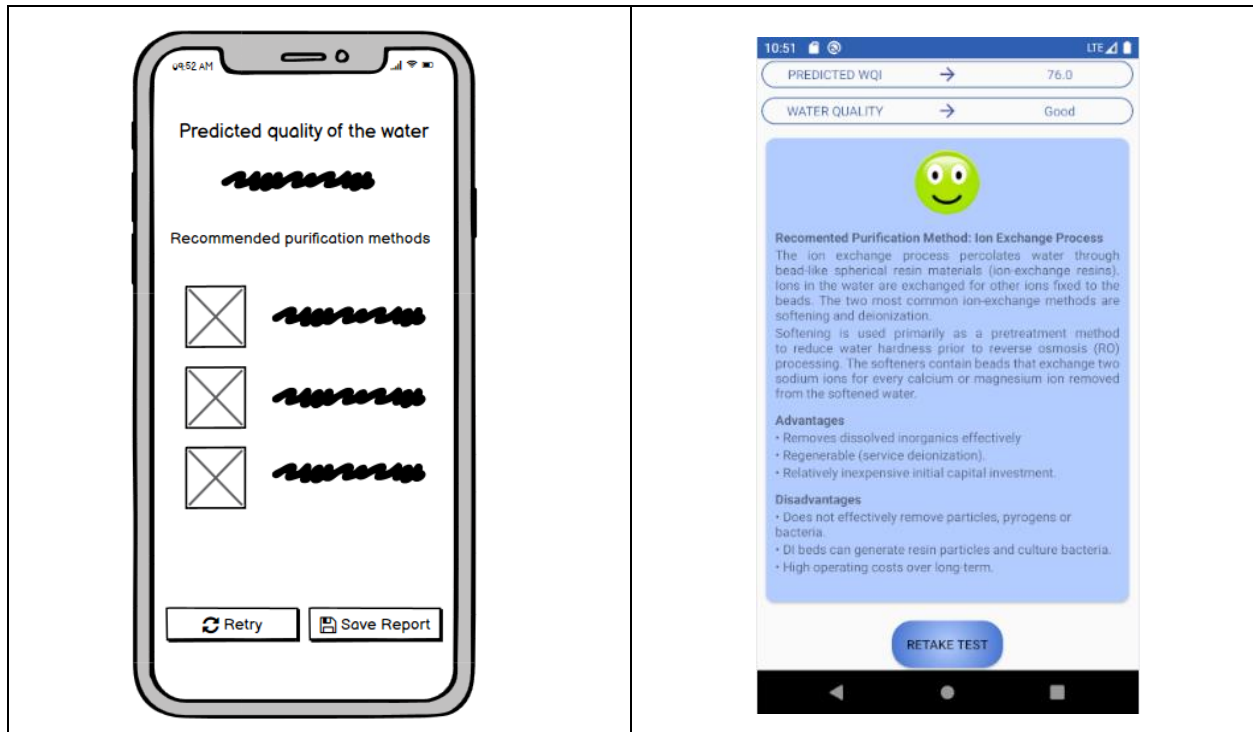 09:52 AM
Predicted quality of the water
Recommended purification methods
Retry
Save Report
10:51
LTE
PREDICTED WQI → 76.0
WATER QUALITY → Good
Recomented Purification Method: Ion Exchange Process
The ion exchange process percolates water through
bead-like spherical resin materials (ion-exchange resins).
Ions in the water are exchanged for other ions fixed to the
beads. The two most common ion-exchange methods are
softening and deionization.
Softening is used primarily as a pretreatment method
to reduce water hardness prior to reverse osmosis (RO)
processing. The softeners contain beads that exchange two
sodium ions for every calcium or magnesium ion removed
from the softened water.
Advantages
• Removes dissolved inorganics effectively
• Regenerable (service deionization).
• Relatively inexpensive initial capital investment.
Disadvantages
• Does not effectively remove particles, pyrogens or
bacteria.
• DI beds can generate resin particles and culture bacteria.
• High operating costs over long-term.
RETAKE TEST